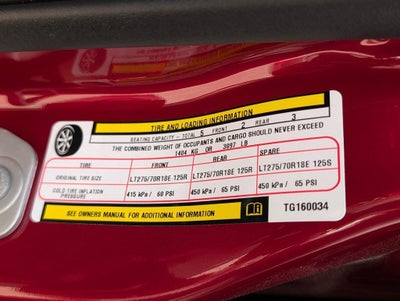 TIRE AND LOADING INFORMATION
SEATING CAPACITY - TOTAL 5 FRONT 2 REAR 3
THE COMBINED WEIGHT OF OCCUPANTS AND CARGO SHOULD NEVER EXCEED
1404 KG OR 3097 LB
TIRE FRONT REAR SPARE
ORIGINAL TIRE SIZE LT275/70R18E 125R LT275/70R18E 125R LT275/70R18E 125S
COLD TIRE INFLATION PRESSURE 415 kPa / 60 PSI 450 kPa / 65 PSI 450 kPa / 65 PSI
SEE OWNERS MANUAL FOR ADDITIONAL INFORMATION TG160034